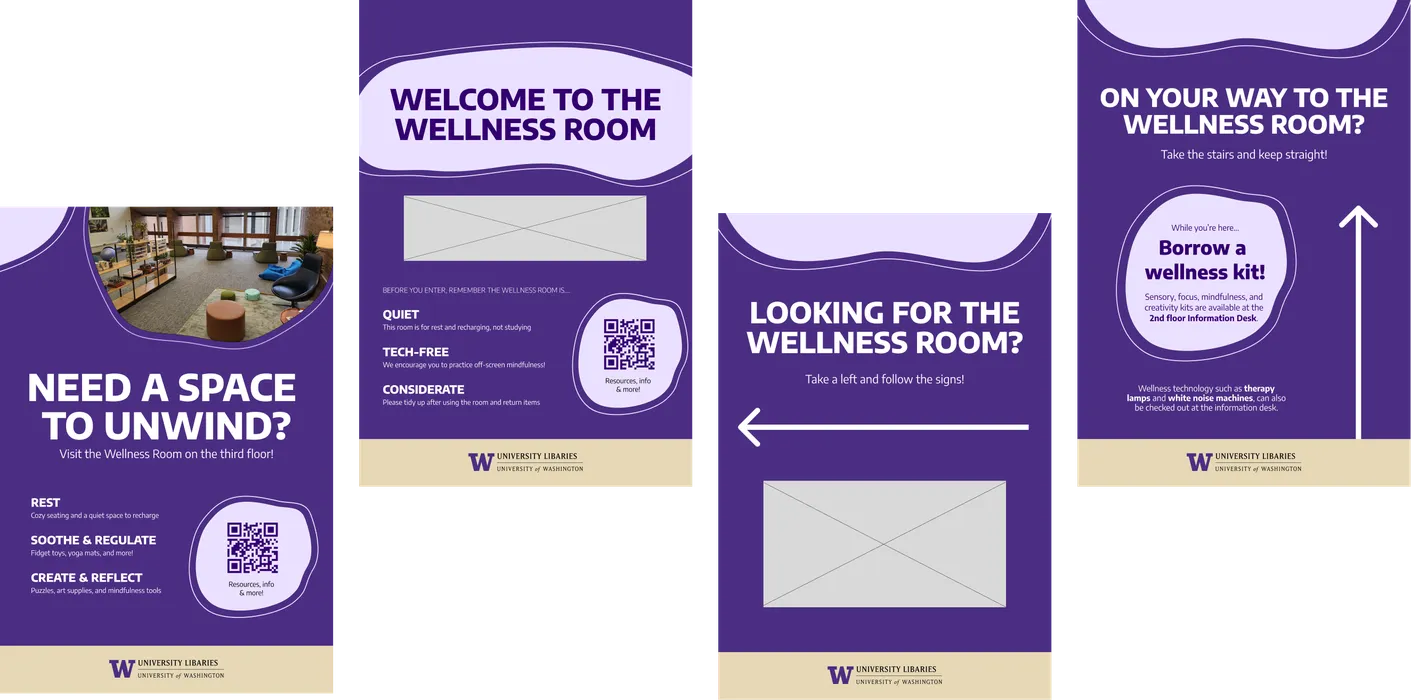 NEED A SPACE
TO UNWIND?
Visit the Wellness Room on the third floor!
REST
Cozy seating and a quiet space to recharge
SOOTHE & REGULATE
Fidget toys, yoga mats, and more!
CREATE & REFLECT
Puzzles, art supplies, and mindfulness tools
Resources, info
& more!
W UNIVERSITY LIBARIES
UNIVERSITY of WASHINGTON
WELCOME TO THE
WELLNESS ROOM
BEFORE YOU ENTER, REMEMBER THE WELLNESS ROOM IS...
QUIET
This room is for rest and recharging, not studying
TECH-FREE
We encourage you to practice off-screen mindfulness!
CONSIDERATE
Please tidy up after using the room and return items
Resources, info
& more!
W UNIVERSITY LIBARIES
UNIVERSITY of WASHINGTON
LOOKING FOR THE
WELLNESS ROOM?
Take a left and follow the signs!
W UNIVERSITY LIBARIES
UNIVERSITY of WASHINGTON
ON YOUR WAY TO THE
WELLNESS ROOM?
Take the stairs and keep straight!
While you're here...
Borrow a
wellness kit!
Sensory, focus, mindfulness, and
creativity kits are available at the
2nd floor Information Desk.
Wellness technology such as therapy
lamps and white noise machines, can also
be checked out at the information desk.
W UNIVERSITY LIBARIES
UNIVERSITY of WASHINGTON